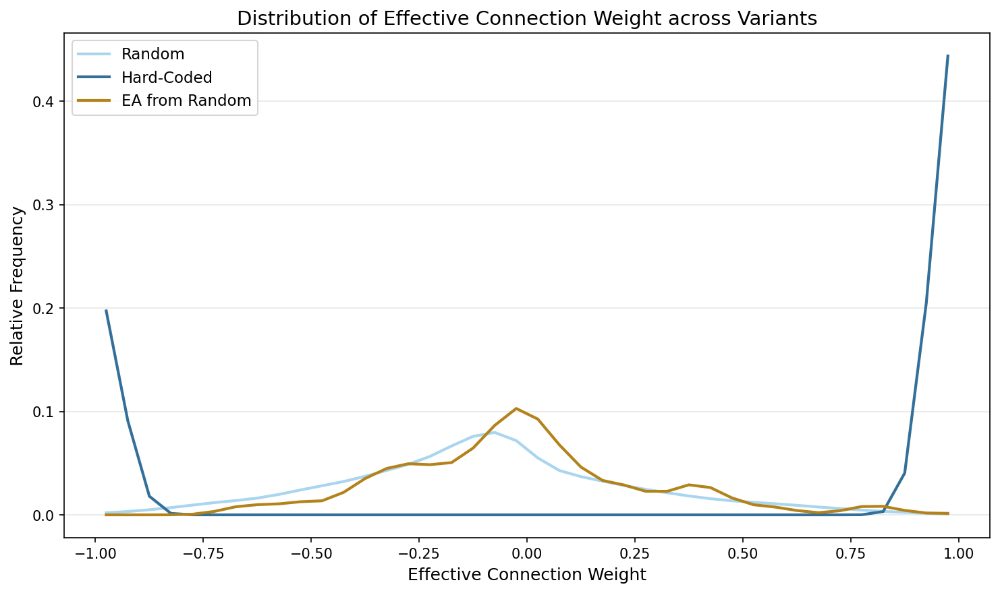 Distribution of Effective Connection Weight across Variants
Random
Hard-Coded
EA from Random
Relative Frequency
0.4
0.3
0.2
0.1
0.0
−1.00 −0.75 −0.50 −0.25 0.00 0.25 0.50 0.75 1.00
Effective Connection Weight